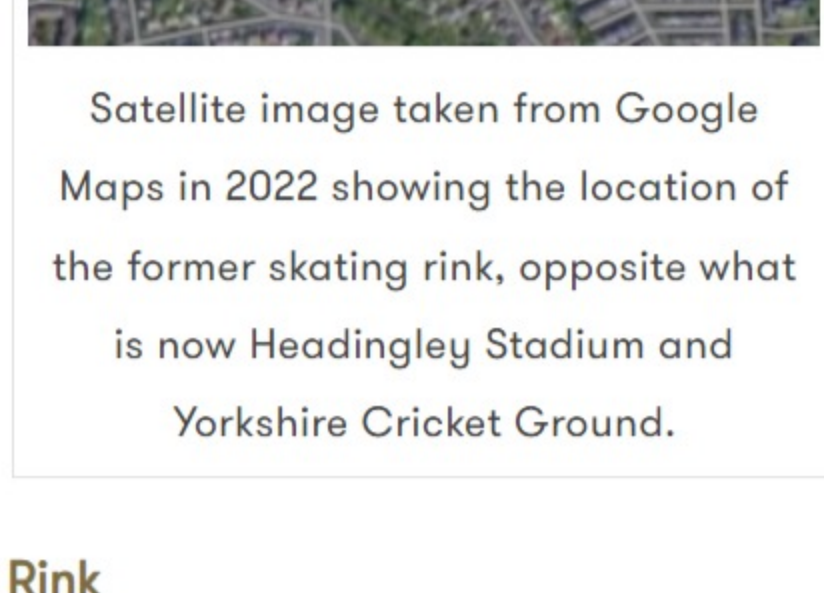 Satellite image taken from Google
Maps in 2022 showing the location of
the former skating rink, opposite what
is now Headingley Stadium and
Yorkshire Cricket Ground.
Rink